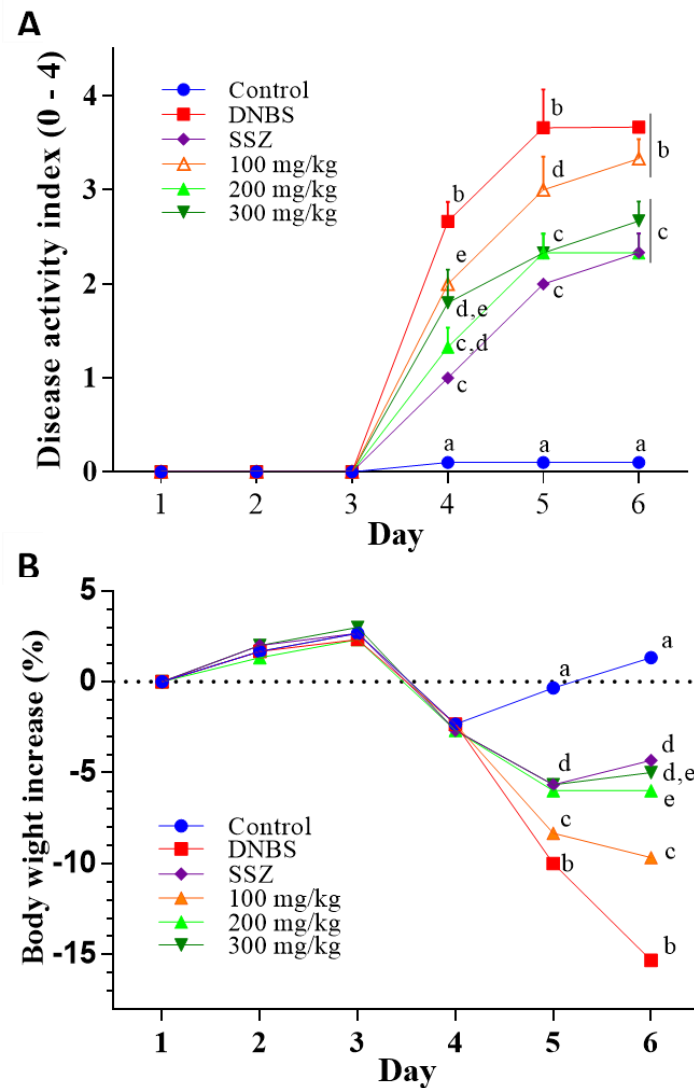 A
Disease activity index (0 - 4)
4
3
2
1
0
Control
DNBS
SSZ
100 mg/kg
200 mg/kg
300 mg/kg
b
b
b
d
e
c
c
d,e
c
c,d
c
a
a
a
1 2 3 4 5 6
Day
B
Body wight increase (%)
5
0
-5
-10
-15
a
a
d
d
d,e
e
c
c
b
b
Control
DNBS
SSZ
100 mg/kg
200 mg/kg
300 mg/kg
1 2 3 4 5 6
Day